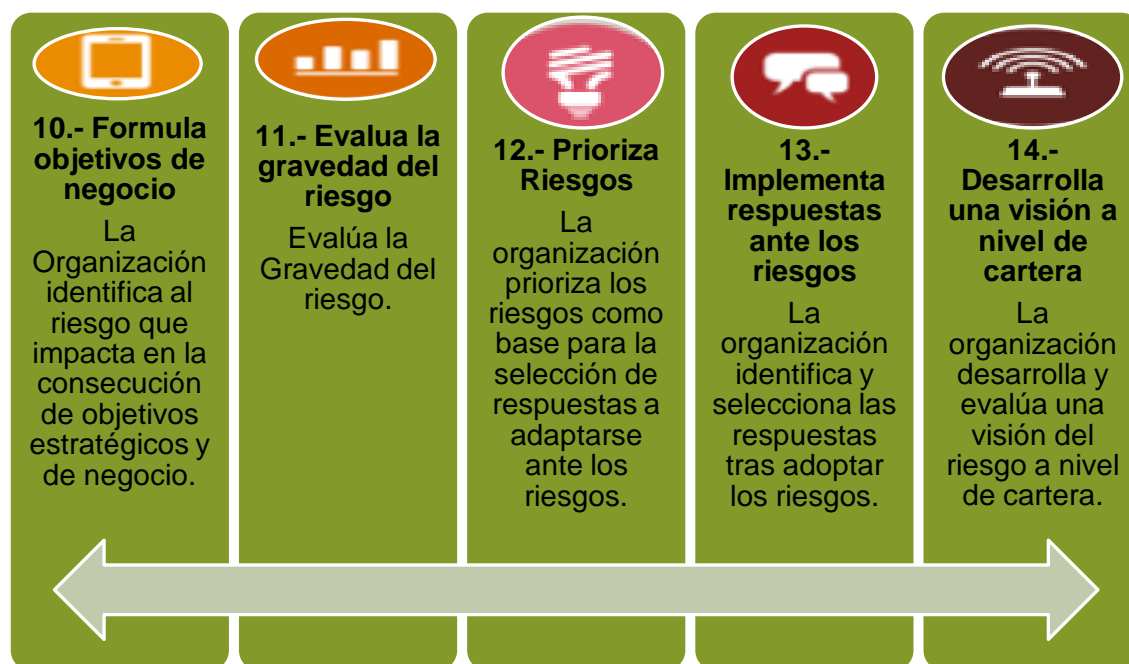 10.- Formula
objetivos de
negocio
La
Organización
identifica al
riesgo que
impacta en la
consecución
de objetivos
estratégicos y
de negocio.
11.- Evalua la
gravedad del
riesgo
Evalúa la
Gravedad del
riesgo.
12.- Prioriza
Riesgos
La
organización
prioriza los
riesgos como
base para la
selección de
respuestas a
adaptarse
ante los
riesgos.
13.-
Implementa
respuestas
ante los
riesgos
La
organización
identifica y
selecciona las
respuestas
tras adoptar
los riesgos.
14.-
Desarrolla
una visión a
nivel de
cartera
La
organización
desarrolla y
evalúa una
visión del
riesgo a nivel
de cartera.